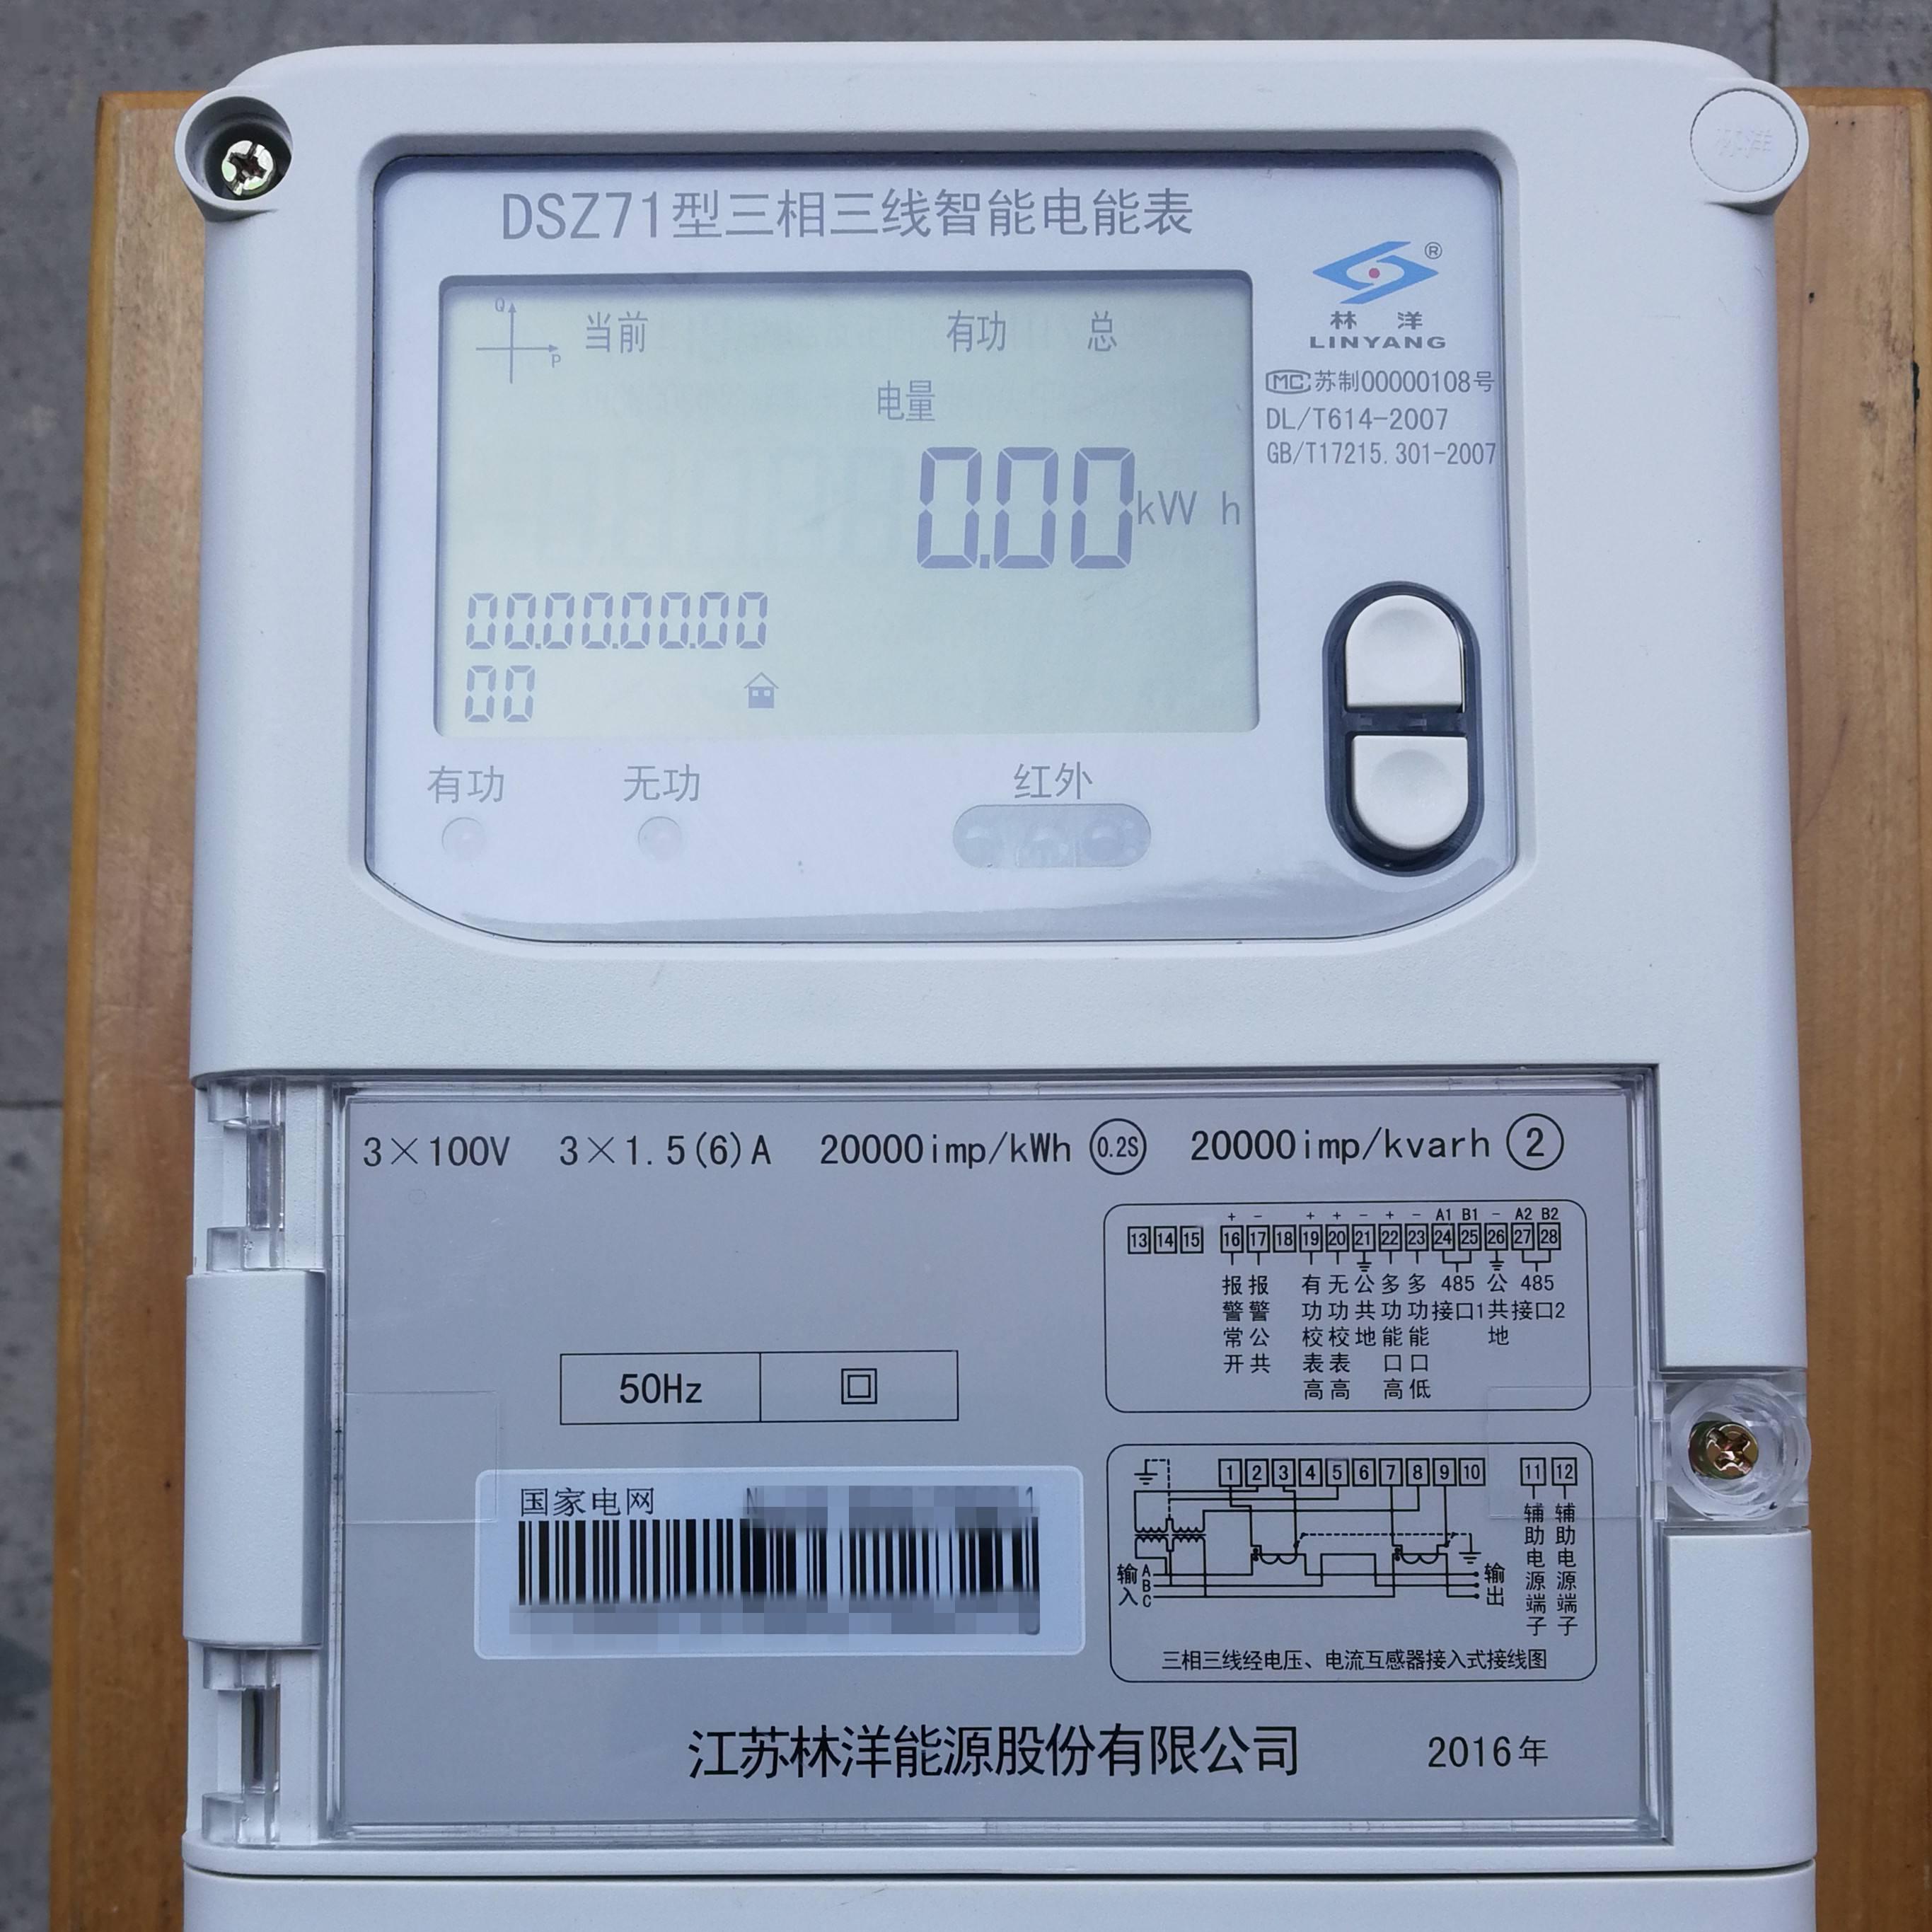 DSZ71型三相三线智能电能表
®
林洋
LINYANG
MC 苏制00000108号
DL/T614-2007
GB/T17215.301-2007
Q
P
当前 有功 总
电量
0.00 kW h
00.00.00.00
00
有功 无功 红外
3×100V 3×1.5(6)A 20000imp/kWh 0.2S 20000imp/kvarh 2
+ - + + - + - A1 B1 - A2 B2
13 14 15 16 17 18 19 20 21 22 23 24 25 26 27 28
报警常开
报警公共
有功校表高
无功校表高
公共地
多功能口高
多功能口低
485接口1
公共地
485接口2
50Hz
1 2 3 4 5 6 7 8 9 10 11 12
输入
A
B
C
输出
辅助电源端子
辅助电源端子
三相三线经电压、电流互感器接入式接线图
国家电网
江苏林洋能源股份有限公司 2016年